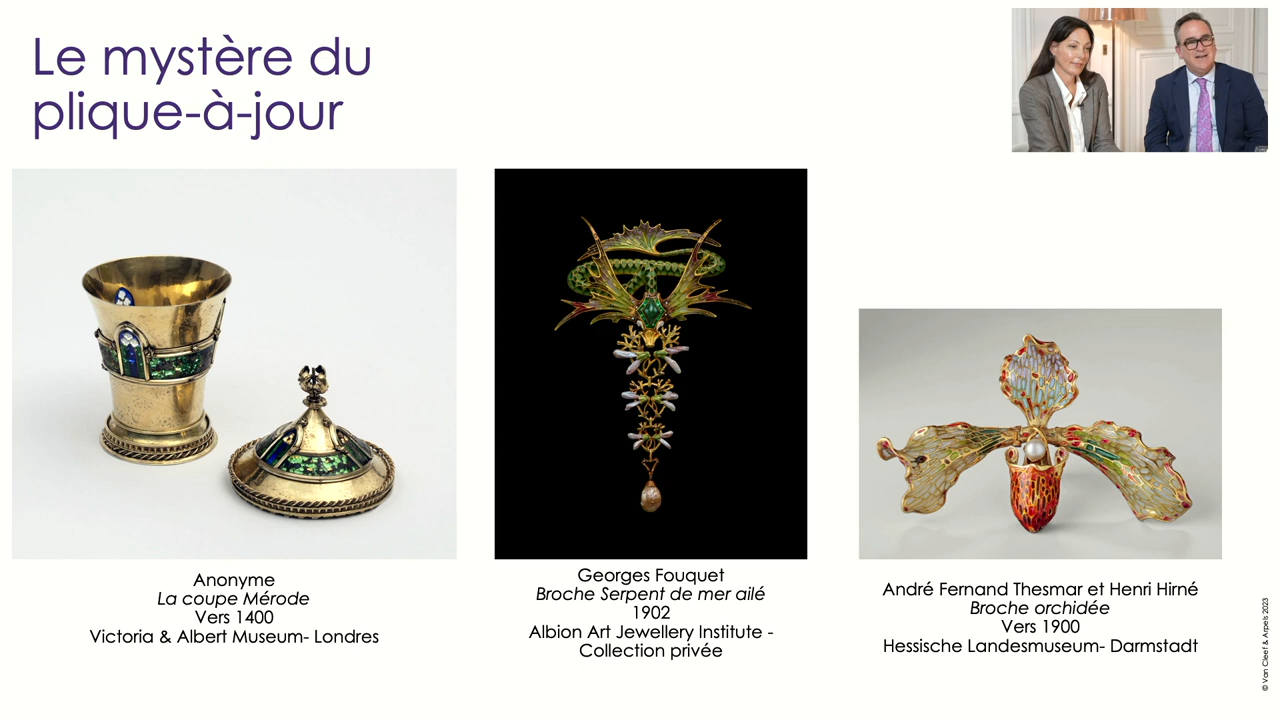 Le mystère du
plique-à-jour
Anonyme
La coupe Mérode
Vers 1400
Victoria & Albert Museum- Londres
Georges Fouquet
Broche Serpent de mer ailé
1902
Albion Art Jewellery Institute -
Collection privée
André Fernand Thesmar et Henri Hirné
Broche orchidée
Vers 1900
Hessische Landesmuseum- Darmstadt
© Van Cleef & Arpels 2023